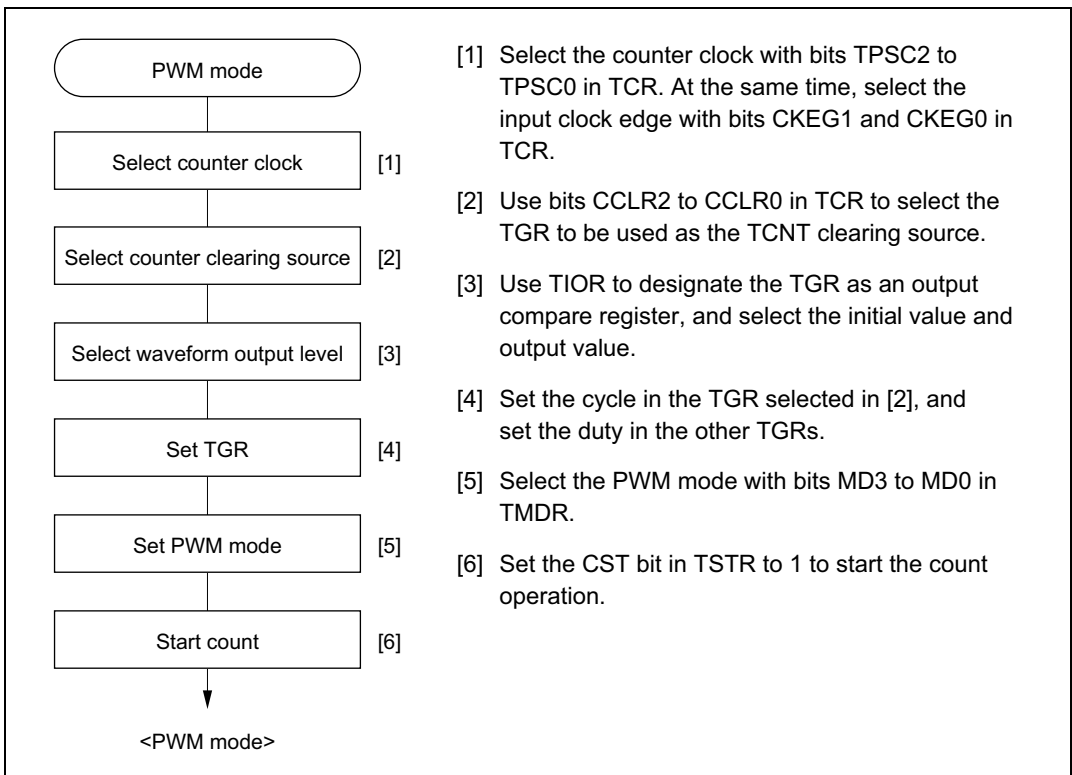 PWM mode
Select counter clock [1]
Select counter clearing source [2]
Select waveform output level [3]
Set TGR [4]
Set PWM mode [5]
Start count [6]
<PWM mode>
[1] Select the counter clock with bits TPSC2 to
TPSC0 in TCR. At the same time, select the
input clock edge with bits CKEG1 and CKEG0 in
TCR.
[2] Use bits CCLR2 to CCLR0 in TCR to select the
TGR to be used as the TCNT clearing source.
[3] Use TIOR to designate the TGR as an output
compare register, and select the initial value and
output value.
[4] Set the cycle in the TGR selected in [2], and
set the duty in the other TGRs.
[5] Select the PWM mode with bits MD3 to MD0 in
TMDR.
[6] Set the CST bit in TSTR to 1 to start the count
operation.